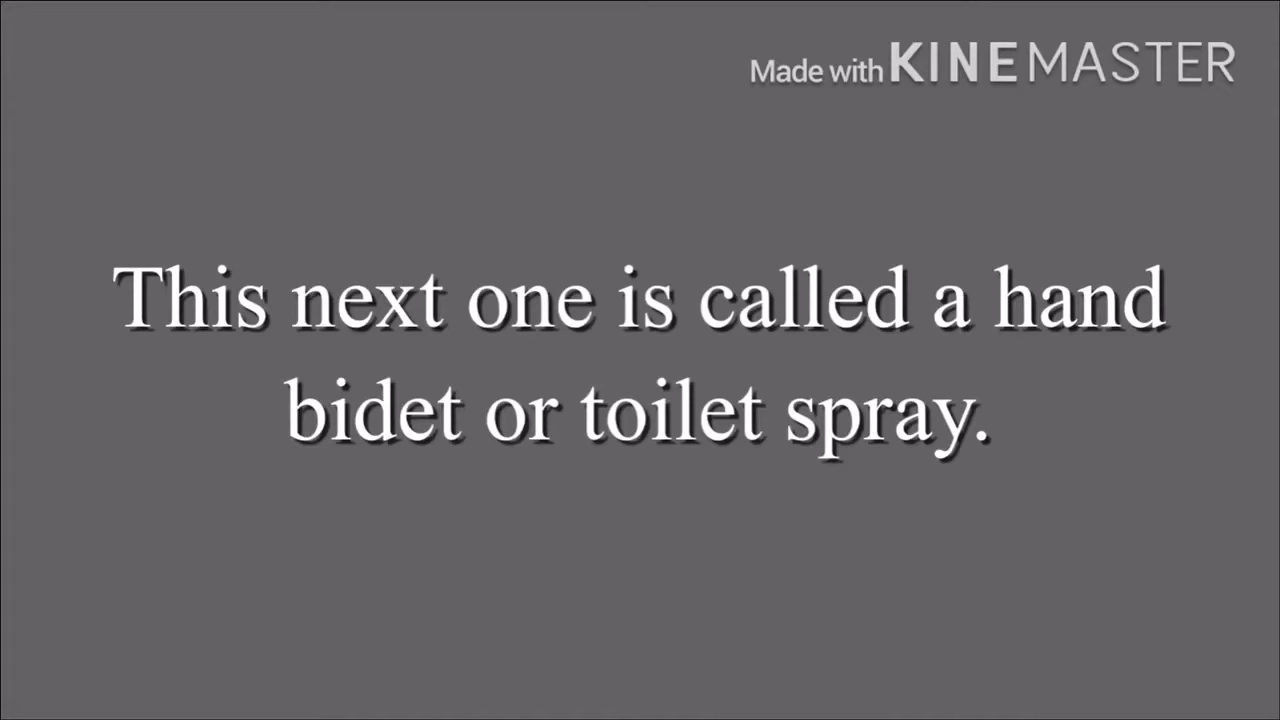 Made with KINEMASTER
This next one is called a hand
bidet or toilet spray.